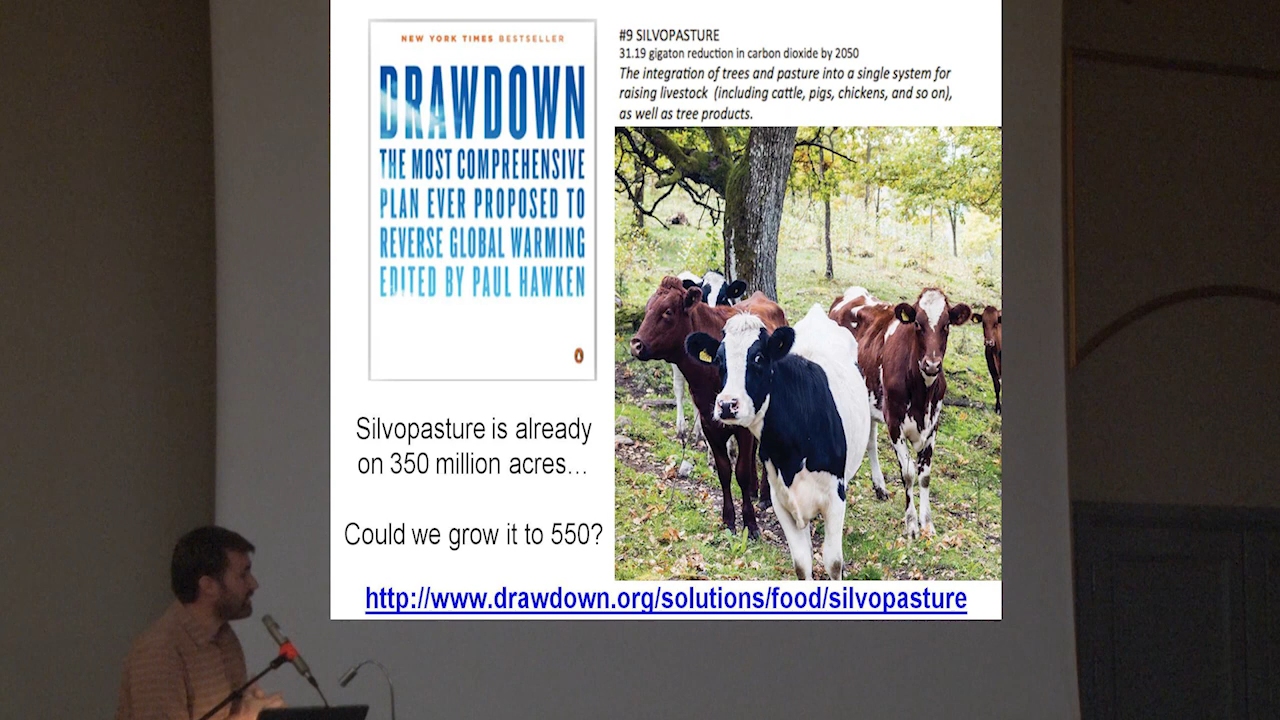 NEW YORK TIMES BESTSELLER
DRAWDOWN
THE MOST COMPREHENSIVE
PLAN EVER PROPOSED TO
REVERSE GLOBAL WARMING
EDITED BY PAUL HAWKEN
#9 SILVOPASTURE
31.19 gigaton reduction in carbon dioxide by 2050
The integration of trees and pasture into a single system for
raising livestock (including cattle, pigs, chickens, and so on),
as well as tree products.
Silvopasture is already
on 350 million acres...
Could we grow it to 550?
http://www.drawdown.org/solutions/food/silvopasture